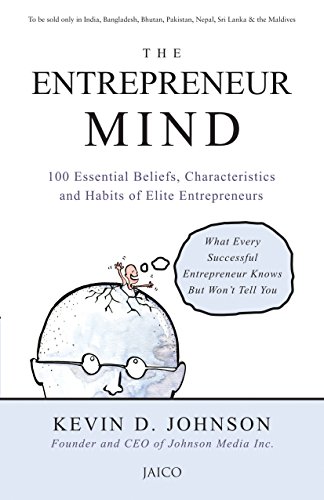 To be sold only in India, Bangladesh, Bhutan, Pakistan, Nepal, Sri Lanka & the Maldives
THE
ENTREPRENEUR
MIND
100 Essential Beliefs, Characteristics
and Habits of Elite Entrepreneurs
What Every
Successful
Entrepreneur Knows
But Won't Tell You
KEVIN D. JOHNSON
Founder and CEO of Johnson Media Inc.
JAICO